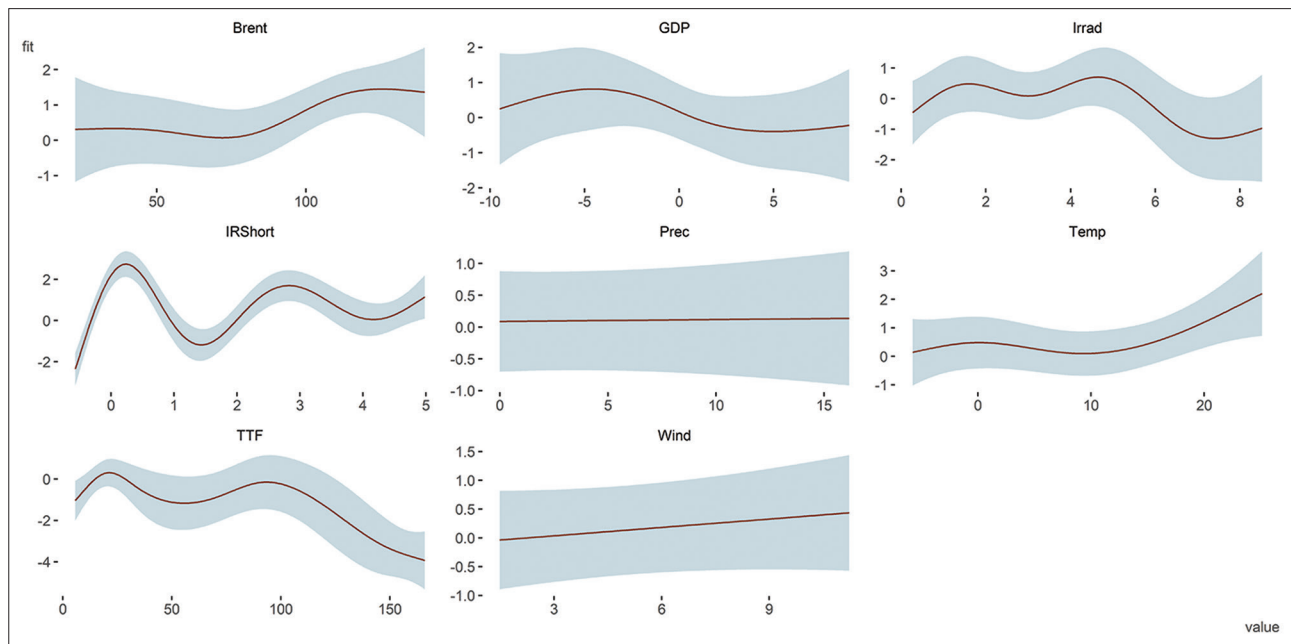 Brent GDP Irrad
fit
2 1 0 -1
50 100
2 1 0 -1 -2
-10 -5 0 5
1 0 -1 -2
0 2 4 6 8
IRShort Prec Temp
2 0 -2
0 1 2 3 4 5
1.0 0.5 0.0 -0.5 -1.0
0 5 10 15
3 2 1 0 -1
0 10 20
TTF Wind
0 -2 -4
0 50 100 150
1.5 1.0 0.5 0.0 -0.5 -1.0
3 6 9
value